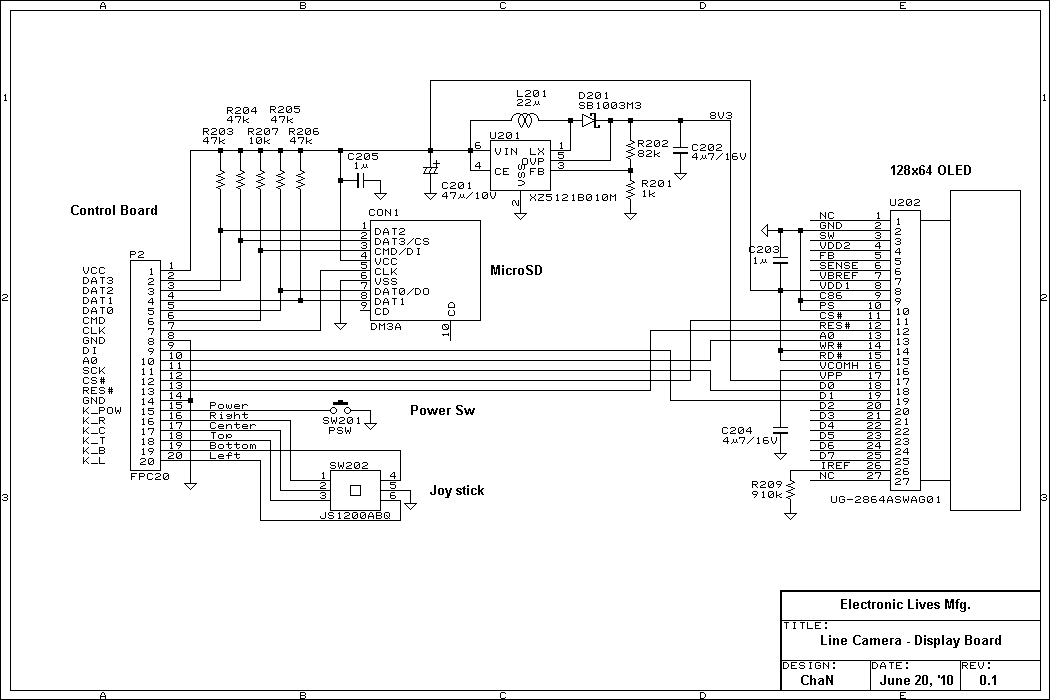 A B C D E
1 1
R204 R205
47k 47k
R203 R207 R206
47k 10k 47k
C205
1μ
L201
22μ
D201
SB1003M3
8V3
U201
6 VIN LX 1
OVP 5
4 CE VSS FB 3
2
XZ5121B010M
R202
82k
R201
1k
C202
4μ7/16V
C201
47μ/10V
+
Control Board
P2
VCC 1 1
DAT3 2 2
DAT2 3 3
DAT1 4 4
DAT0 5 5
CMD 6 6
CLK 7 7
GND 8 8
DI 9 9
A0 10 10
SCK 11 11
CS# 12 12
RES# 13 13
GND 14 14
K_POW 15 15 Power
K_R 16 16 Right
K_C 17 17 Center
K_T 18 18 Top
K_B 19 19 Bottom
K_L 20 20 Left
FPC20
CON1
1 DAT2
2 DAT3/CS
3 CMD/DI
4 VCC
5 CLK
6 VSS
7 DAT0/DO
8 DAT1
9 CD
10 CD
DM3A
MicroSD
SW201
PSW
Power Sw
SW202
1 4
2 5
3 6
JS1200ABQ
Joy stick
128x64 OLED
U202
NC 1 1
GND 2 2
SW 3 3
VDD2 4 4
FB 5 5
SENSE 6 6
VBREF 7 7
VDD1 8 8
C86 9 9
PS 10 10
CS# 11 11
RES# 12 12
A0 13 13
WR# 14 14
RD# 15 15
VCOMH 16 16
VPP 17 17
D0 18 18
D1 19 19
D2 20 20
D3 21 21
D4 22 22
D5 23 23
D6 24 24
D7 25 25
IREF 26 26
NC 27 27
UG-2864ASWAG01
C203
1μ
C204
4μ7/16V
R209
910k
2 2
3 3
Electronic Lives Mfg.
TITLE:
Line Camera - Display Board
DESIGN: DATE: REV:
ChaN June 20, '10 0.1
A B C D E